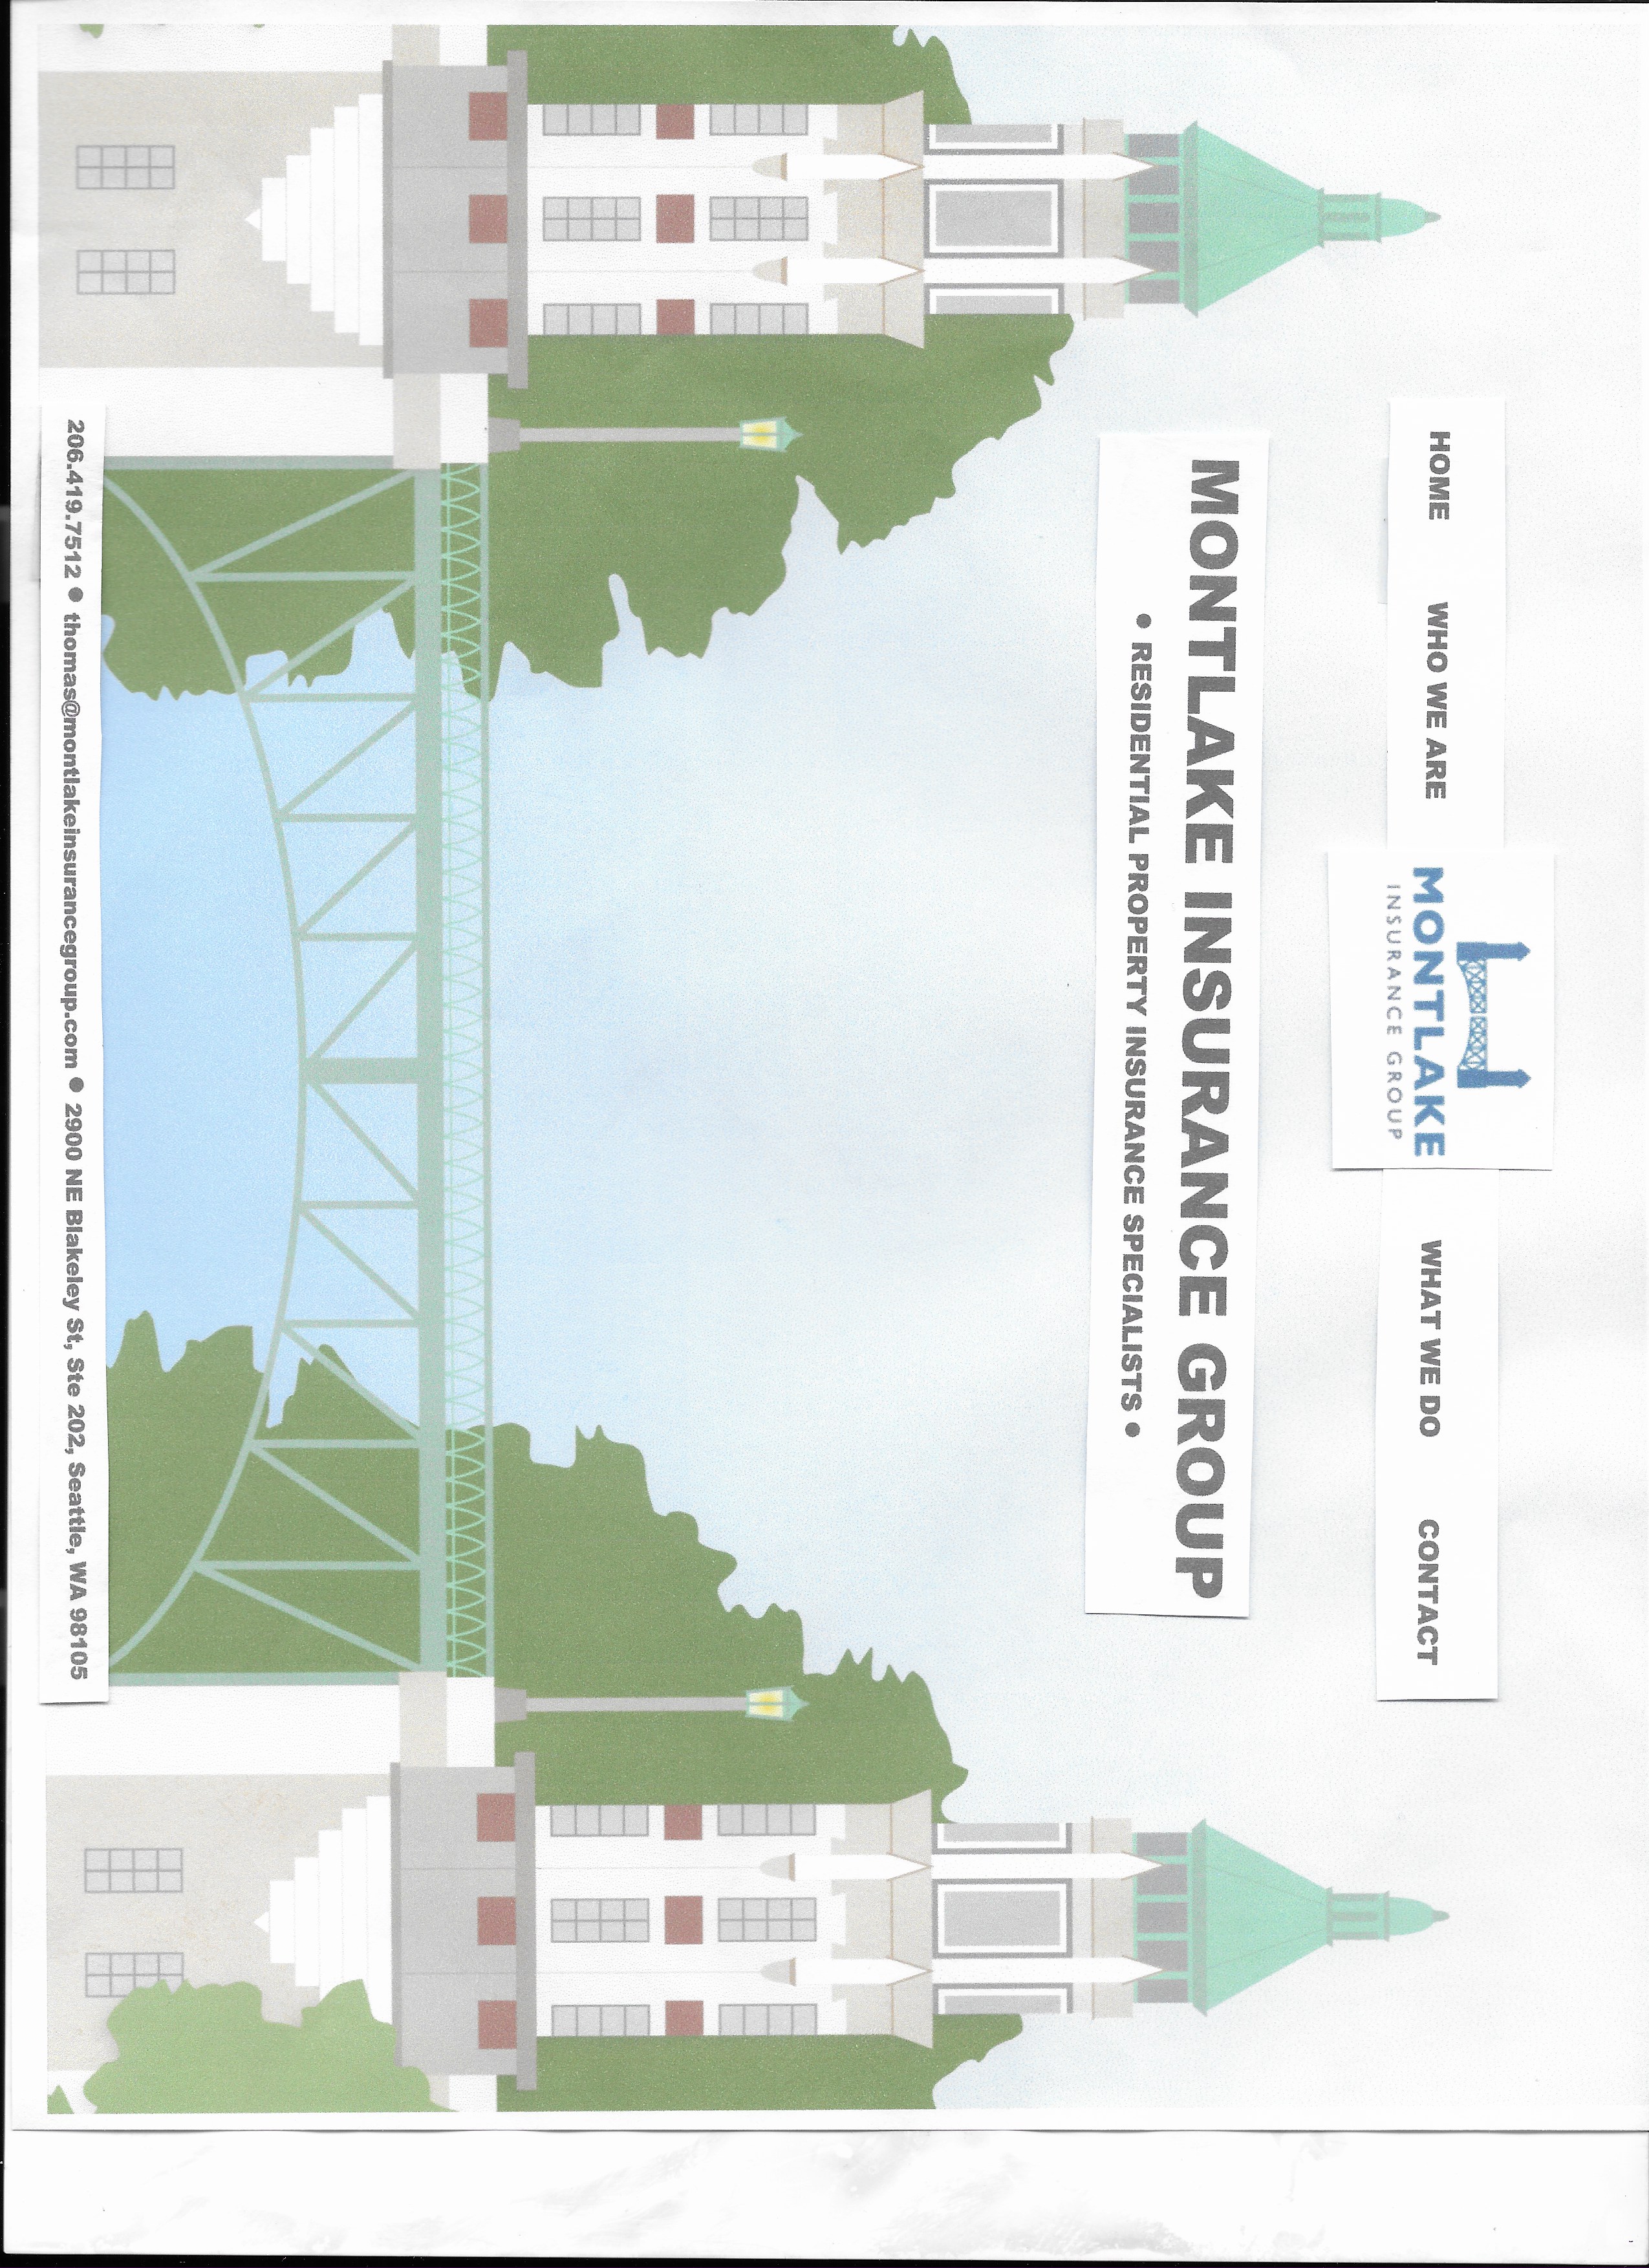 HOME WHO WE ARE
MONTLAKE
INSURANCE GROUP
WHAT WE DO CONTACT
MONTLAKE INSURANCE GROUP
• RESIDENTIAL PROPERTY INSURANCE SPECIALISTS •
206.419.7512 • thomas@montlakeinsurancegroup.com • 2900 NE Blakeley St, Ste 202, Seattle, WA 98105